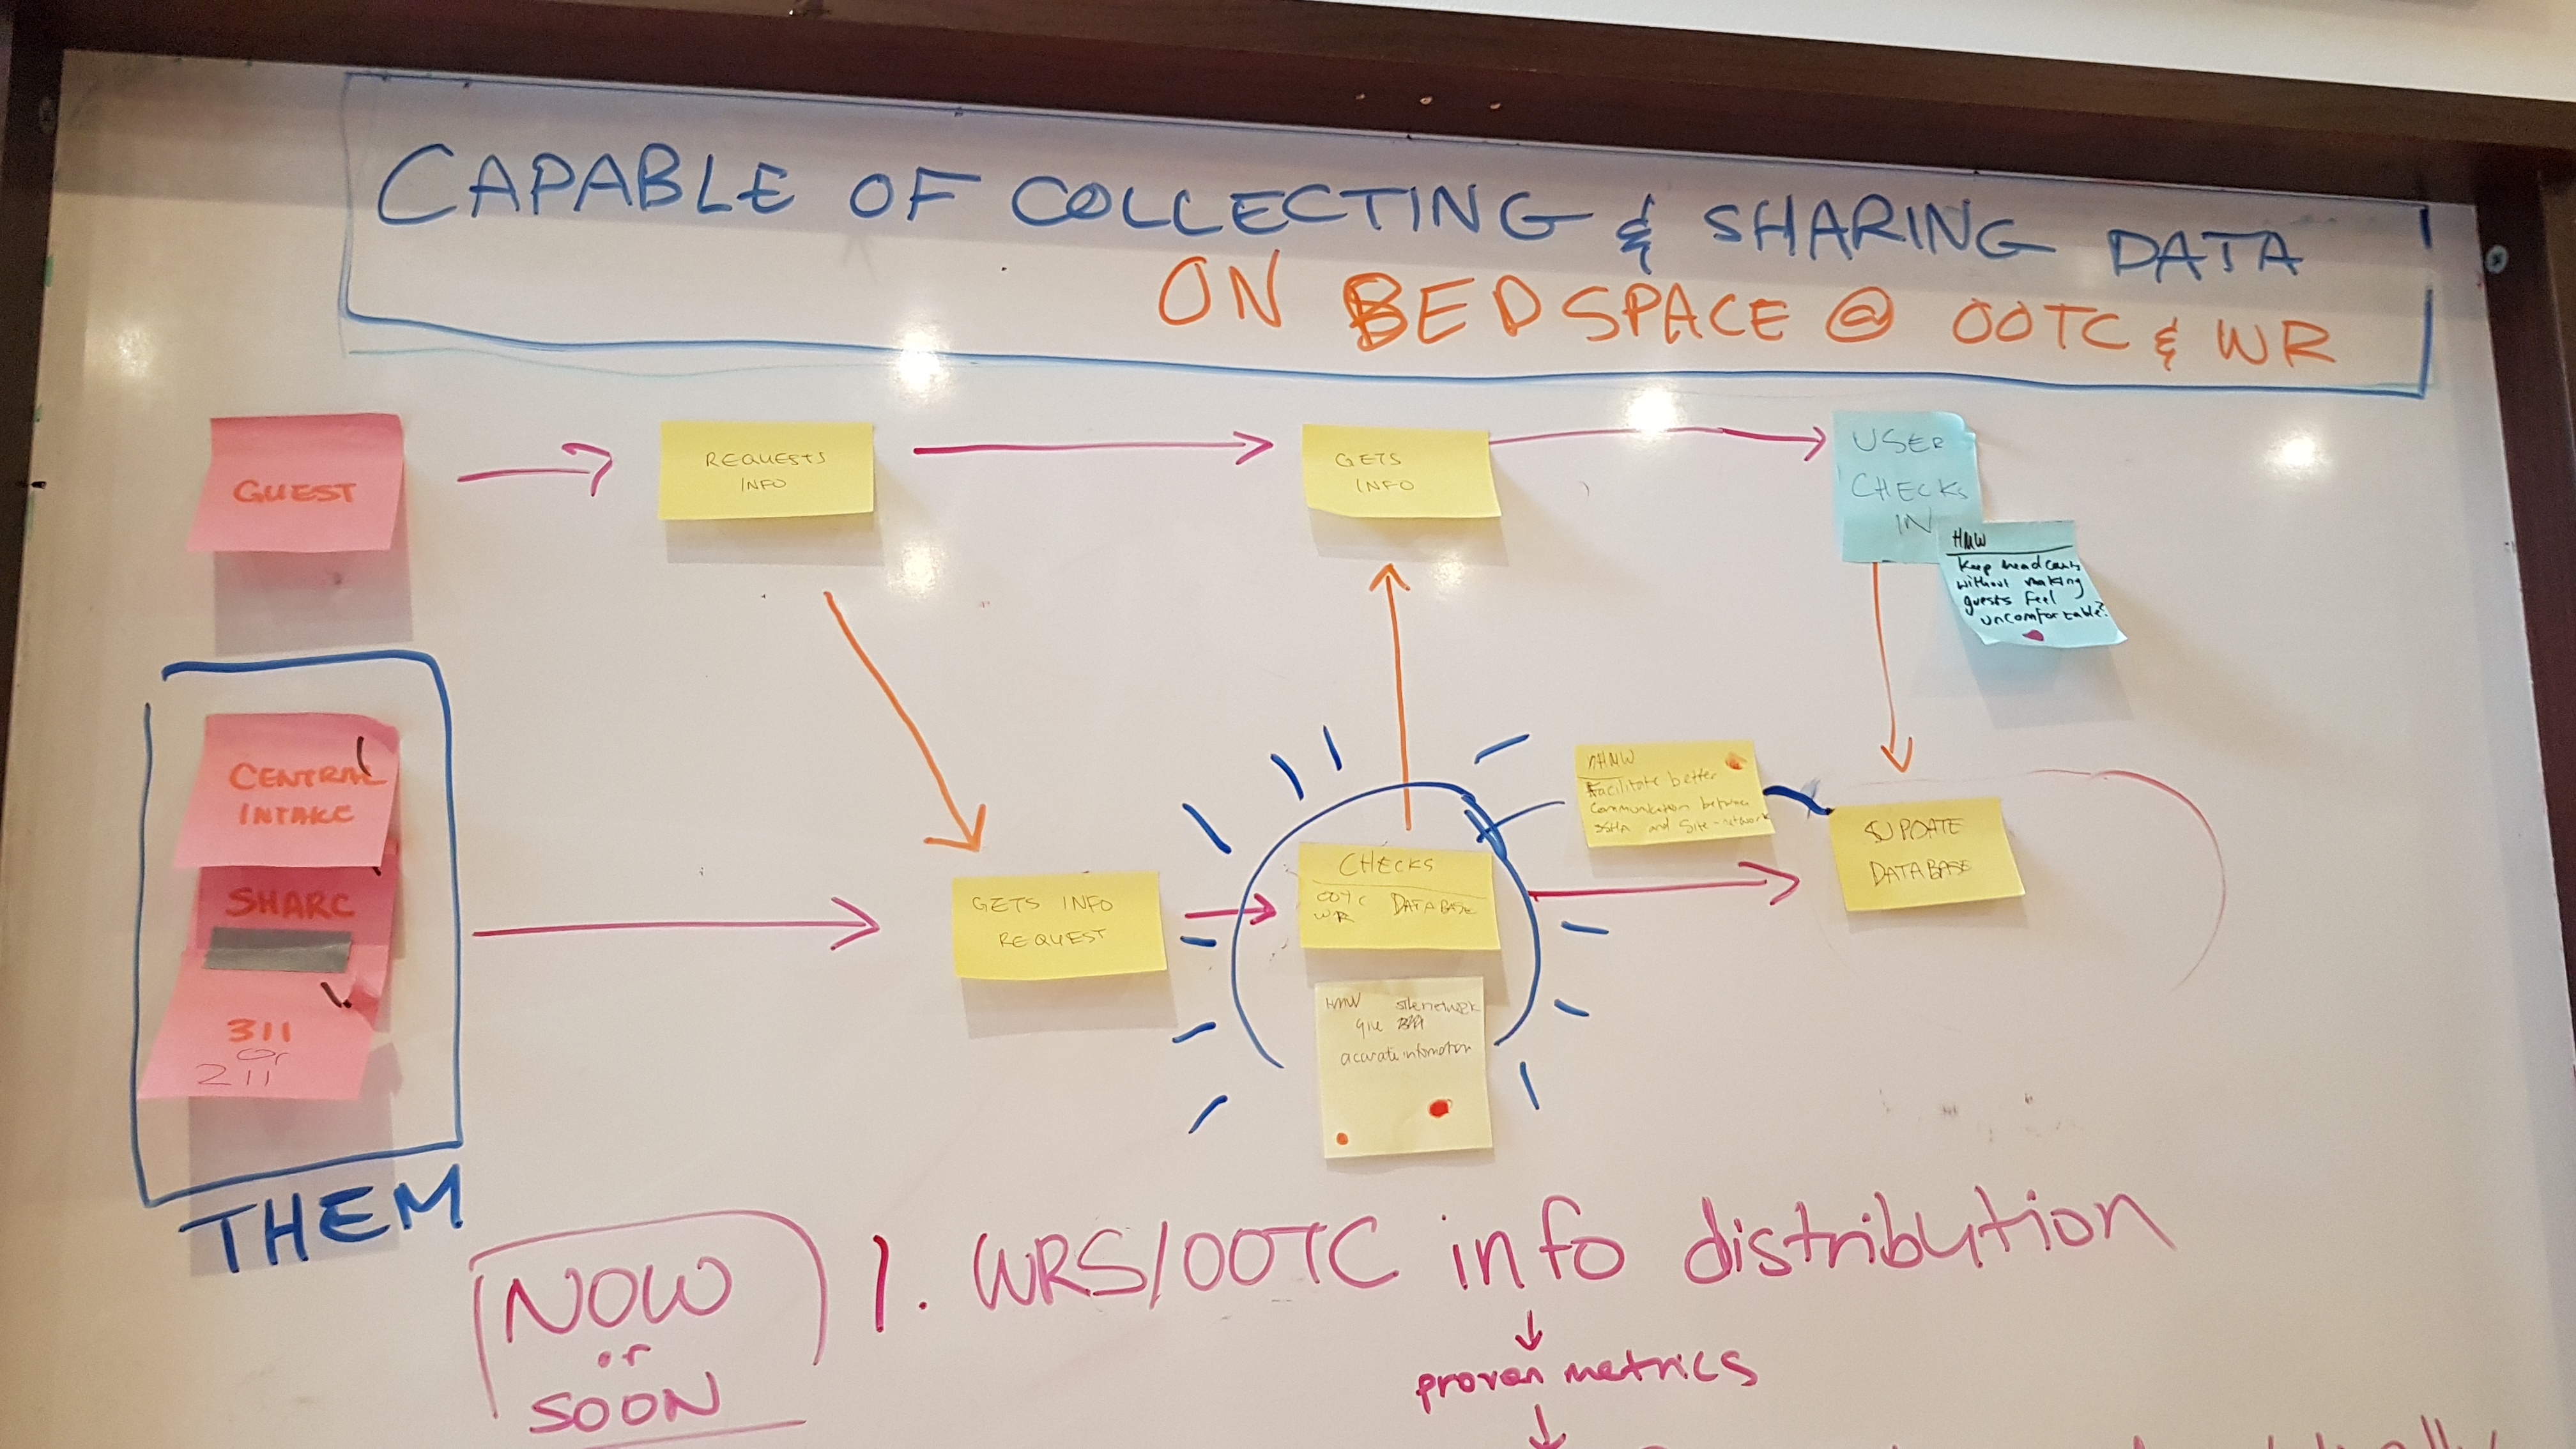 CAPABLE OF COLLECTING & SHARING DATA
ON BEDSPACE @ OOTC & WR
GUEST
REQUESTS
INFO
GETS
INFO
USER
CHECKS
IN
HMW
Keep head count
without making
guests feel
uncomfortable?
CENTRAL
INTAKE
SHARC
311
or
211
THEM
GETS INFO
REQUEST
CHECKS
OOTC
WR DATABASE
HMW site network
give
accurate information
HMW
Facilitate better
communication between
SSHA and Site-network
UPDATE
DATABASE
NOW
or
SOON
1. WRS/OOTC info distribution
↓
proven metrics
↓